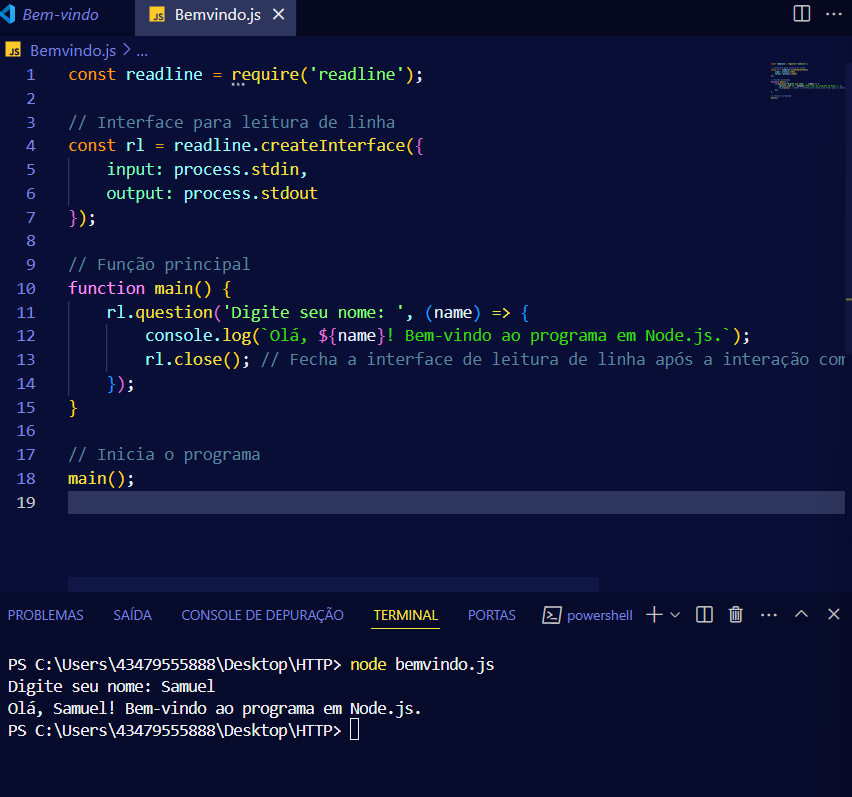 Bem-vindo
JS Bemvindo.js
JS Bemvindo.js > ...
1 const readline = require('readline');
2
3 // Interface para leitura de linha
4 const rl = readline.createInterface({
5     input: process.stdin,
6     output: process.stdout
7 });
8
9 // Função principal
10 function main() {
11     rl.question('Digite seu nome: ', (name) => {
12         console.log(`Olá, ${name}! Bem-vindo ao programa em Node.js.`);
13         rl.close(); // Fecha a interface de leitura de linha após a interação com
14     });
15 }
16
17 // Inicia o programa
18 main();
19
PROBLEMAS SAÍDA CONSOLE DE DEPURAÇÃO TERMINAL PORTAS powershell
PS C:\Users\43479555888\Desktop\HTTP> node bemvindo.js
Digite seu nome: Samuel
Olá, Samuel! Bem-vindo ao programa em Node.js.
PS C:\Users\43479555888\Desktop\HTTP>